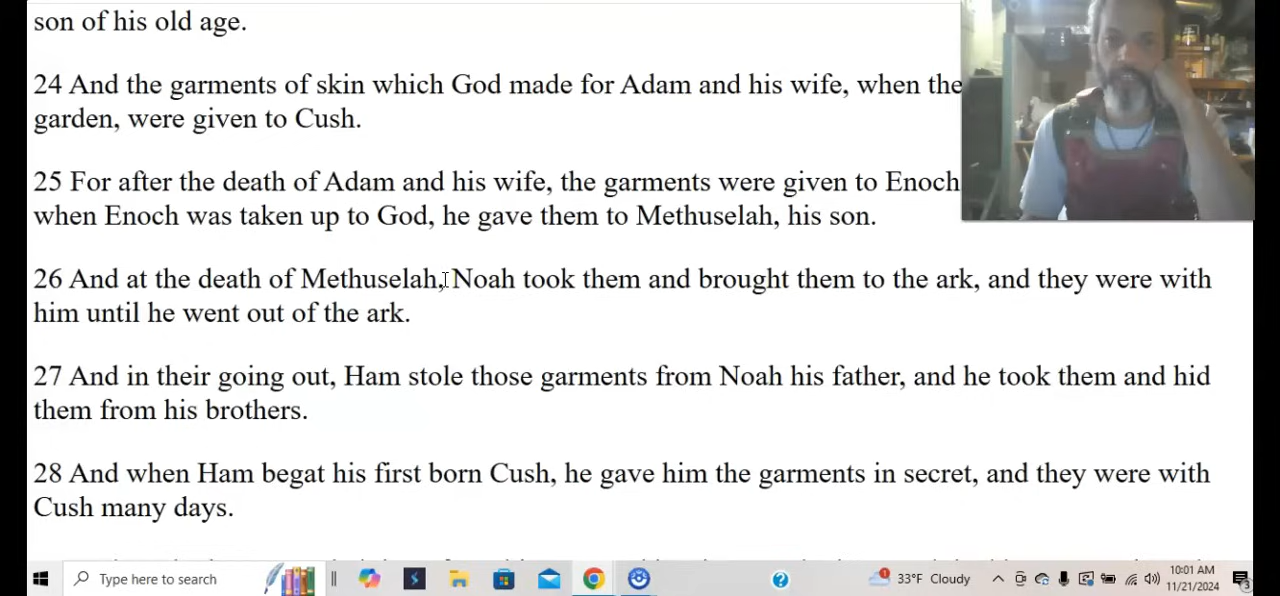 son of his old age.
24 And the garments of skin which God made for Adam and his wife, when the
garden, were given to Cush.
25 For after the death of Adam and his wife, the garments were given to Enoch
when Enoch was taken up to God, he gave them to Methuselah, his son.
26 And at the death of Methuselah, Noah took them and brought them to the ark, and they were with
him until he went out of the ark.
27 And in their going out, Ham stole those garments from Noah his father, and he took them and hid
them from his brothers.
28 And when Ham begat his first born Cush, he gave him the garments in secret, and they were with
Cush many days.
Type here to search
33°F Cloudy
10:01 AM
11/21/2024